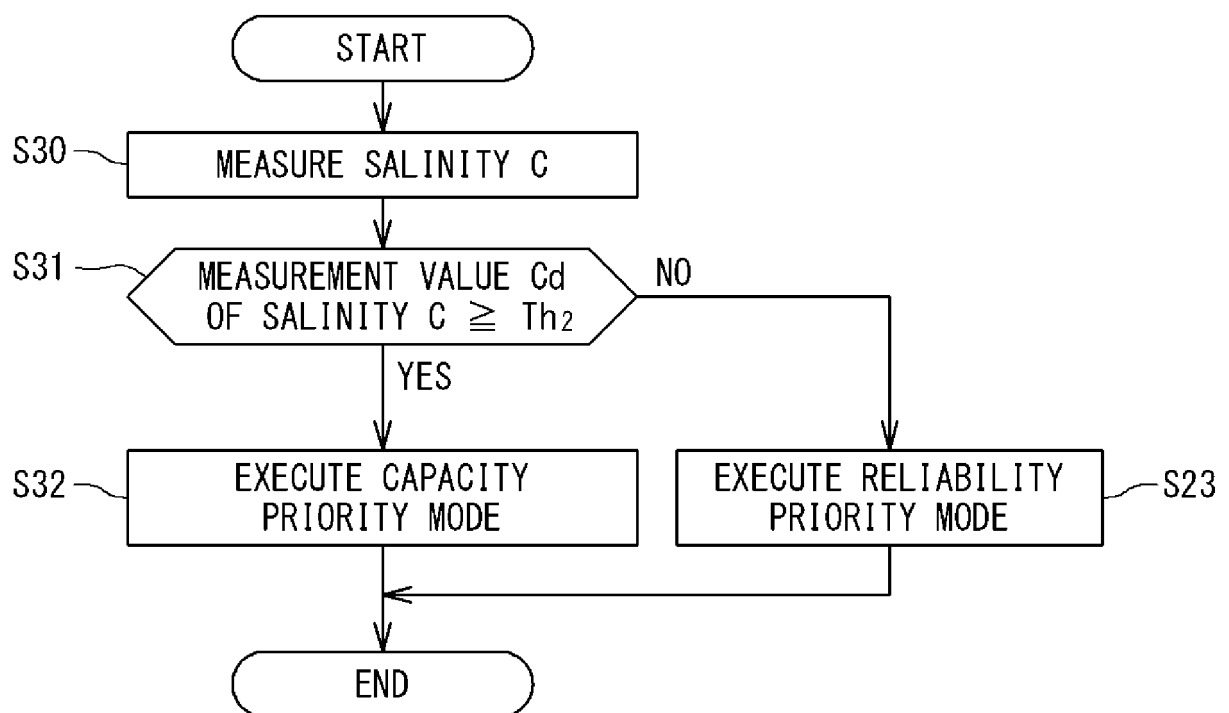 START
S30
MEASURE SALINITY C
S31
MEASUREMENT VALUE Cd
OF SALINITY C ≧ Th2
NO
YES
S32
EXECUTE CAPACITY
PRIORITY MODE
EXECUTE RELIABILITY
PRIORITY MODE
S23
END